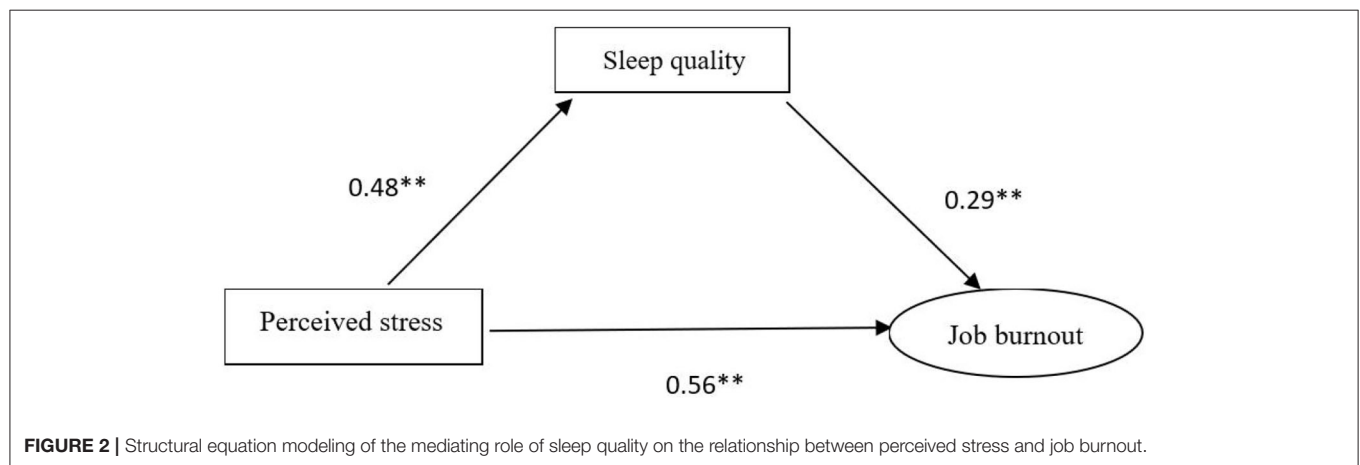 Sleep quality
0.48**
0.29**
Perceived stress
Job burnout
0.56**
FIGURE 2 | Structural equation modeling of the mediating role of sleep quality on the relationship between perceived stress and job burnout.